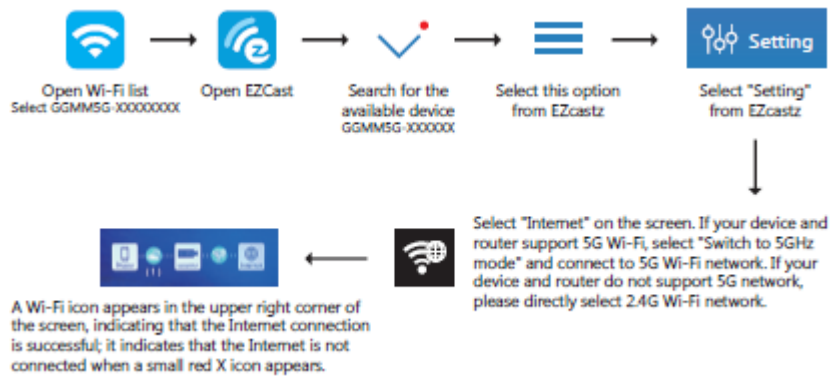 Setting
Open Wi-Fi list
Select GGMM5G-XXXXXXXX
Open EZCast
Search for the
available device
GGMM5G-XXXXXX
Select this option
from EZcastz
Select "Setting"
from EZcastz
Select "Internet" on the screen. If your device and
router support 5G Wi-Fi, select "Switch to 5GHz
mode" and connect to 5G Wi-Fi network. If your
device and router do not support 5G network,
please directly select 2.4G Wi-Fi network.
A Wi-Fi icon appears in the upper right corner of
the screen, indicating that the Internet connection
is successful; it indicates that the Internet is not
connected when a small red X icon appears.